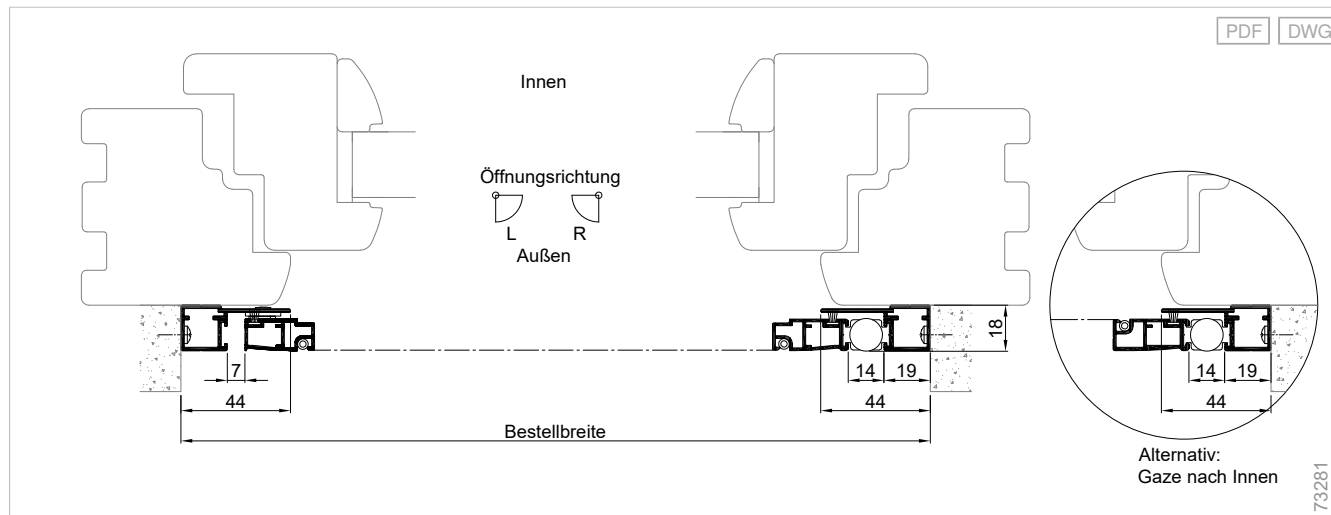 PDF DWG
Innen
Öffnungsrichtung
L R
Außen
18
7 14 19 14 19
44 44 44
Bestellbreite
Alternativ:
Gaze nach Innen
73281